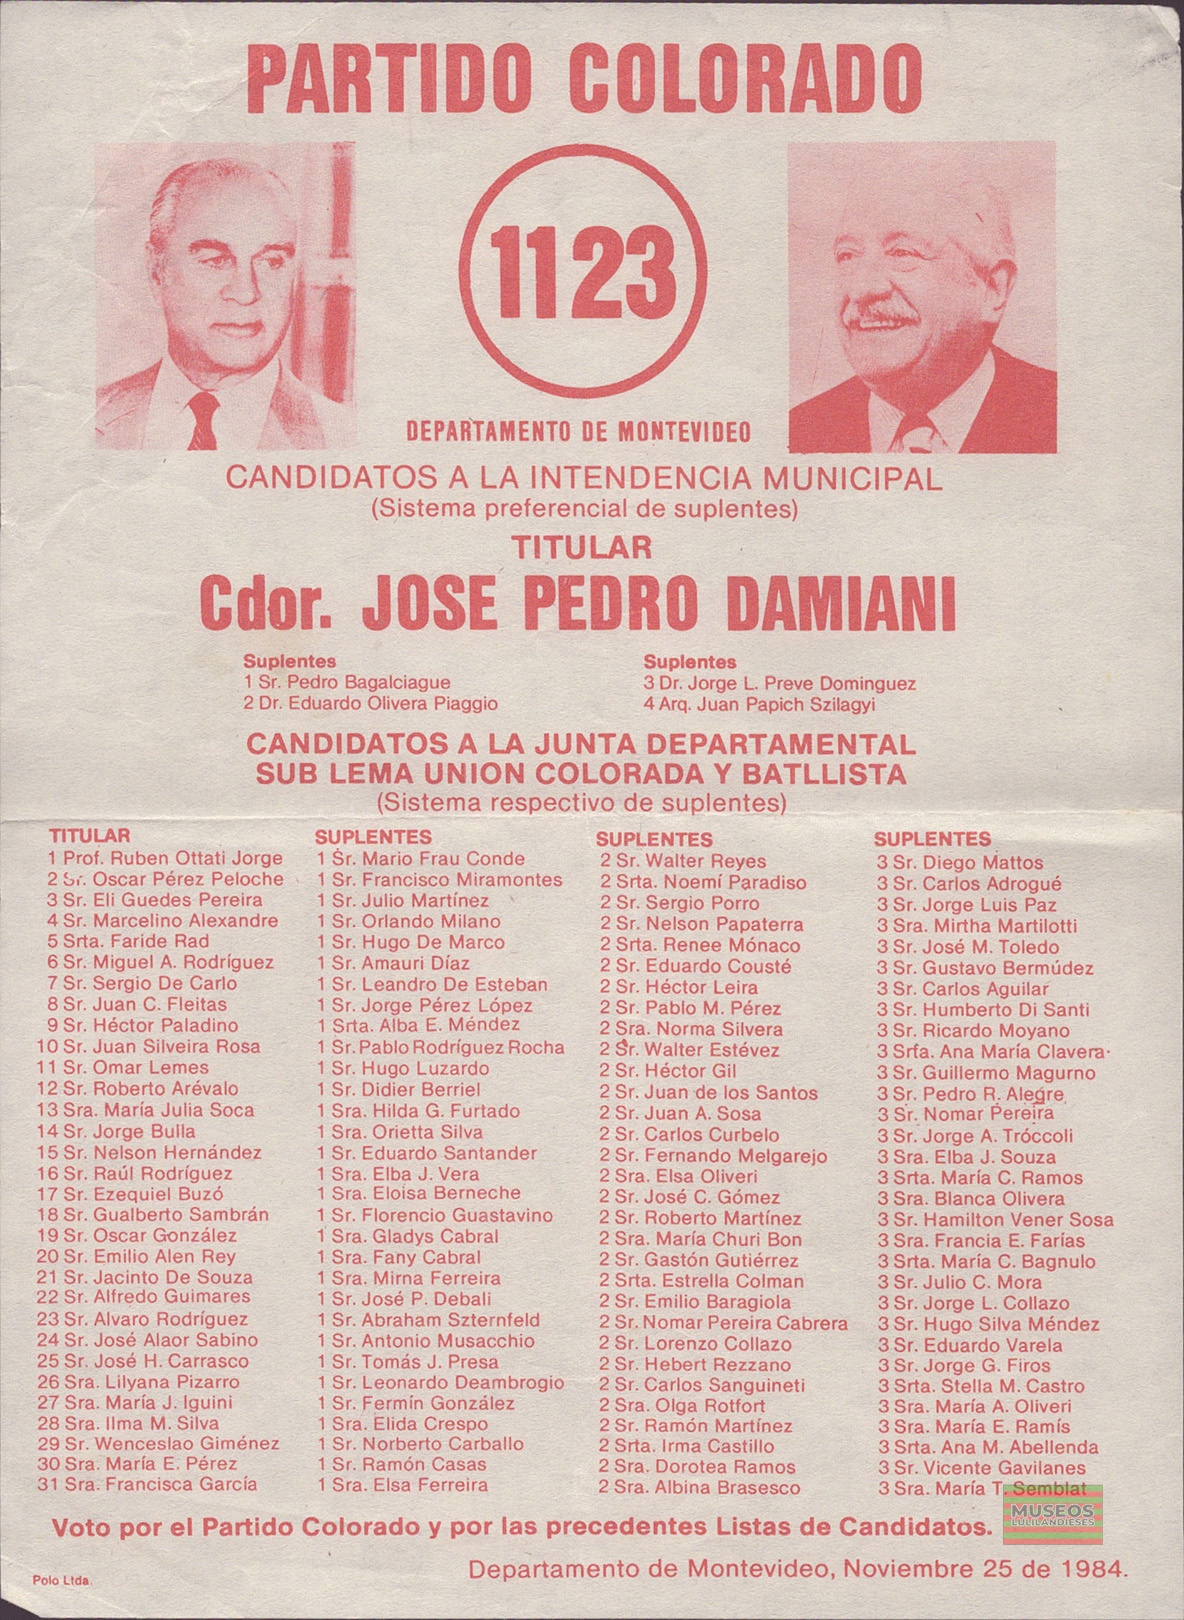 PARTIDO COLORADO
1123
DEPARTAMENTO DE MONTEVIDEO
CANDIDATOS A LA INTENDENCIA MUNICIPAL
(Sistema preferencial de suplentes)
TITULAR
Cdor. JOSE PEDRO DAMIANI
Suplentes
1 Sr. Pedro Bagalciague
2 Dr. Eduardo Olivera Piaggio
Suplentes
3 Dr. Jorge L. Preve Dominguez
4 Arq. Juan Papich Szilagyi
CANDIDATOS A LA JUNTA DEPARTAMENTAL
SUB LEMA UNION COLORADA Y BATLLISTA
(Sistema respectivo de suplentes)
TITULAR
1 Prof. Ruben Ottati Jorge
2 Sr. Oscar Pérez Peloche
3 Sr. Eli Guedes Pereira
4 Sr. Marcelino Alexandre
5 Srta. Faride Rad
6 Sr. Miguel A. Rodríguez
7 Sr. Sergio De Carlo
8 Sr. Juan C. Fleitas
9 Sr. Héctor Paladino
10 Sr. Juan Silveira Rosa
11 Sr. Omar Lemes
12 Sr. Roberto Arévalo
13 Sra. María Julia Soca
14 Sr. Jorge Bulla
15 Sr. Nelson Hernández
16 Sr. Raúl Rodríguez
17 Sr. Ezequiel Buzó
18 Sr. Gualberto Sambrán
19 Sr. Oscar González
20 Sr. Emilio Alen Rey
21 Sr. Jacinto De Souza
22 Sr. Alfredo Guimares
23 Sr. Alvaro Rodríguez
24 Sr. José Alaor Sabino
25 Sr. José H. Carrasco
26 Sra. Lilyana Pizarro
27 Sra. María J. Iguini
28 Sra. Ilma M. Silva
29 Sr. Wenceslao Giménez
30 Sra. María E. Pérez
31 Sra. Francisca García
SUPLENTES
1 Sr. Mario Frau Conde
1 Sr. Francisco Miramontes
1 Sr. Julio Martínez
1 Sr. Orlando Milano
1 Sr. Hugo De Marco
1 Sr. Amauri Díaz
1 Sr. Leandro De Esteban
1 Sr. Jorge Pérez López
1 Srta. Alba E. Méndez
1 Sr. Pablo Rodríguez Rocha
1 Sr. Hugo Luzardo
1 Sr. Didier Berriel
1 Sra. Hilda G. Furtado
1 Sra. Orietta Silva
1 Sr. Eduardo Santander
1 Sra. Elba J. Vera
1 Sra. Eloisa Berneche
1 Sr. Florencio Guastavino
1 Sra. Gladys Cabral
1 Sra. Fany Cabral
1 Sra. Mirna Ferreira
1 Sr. José P. Debali
1 Sr. Abraham Szternfeld
1 Sr. Antonio Musacchio
1 Sr. Tomás J. Presa
1 Sr. Leonardo Deambrogio
1 Sr. Fermín González
1 Sra. Elida Crespo
1 Sr. Norberto Carballo
1 Sr. Ramón Casas
1 Sra. Elsa Ferreira
SUPLENTES
2 Sr. Walter Reyes
2 Srta. Noemí Paradiso
2 Sr. Sergio Porro
2 Sr. Nelson Papaterra
2 Srta. Renee Mónaco
2 Sr. Eduardo Cousté
2 Sr. Héctor Leira
2 Sr. Pablo M. Pérez
2 Sra. Norma Silvera
2 Sr. Walter Estévez
2 Sr. Héctor Gil
2 Sr. Juan de los Santos
2 Sr. Juan A. Sosa
2 Sr. Carlos Curbelo
2 Sr. Fernando Melgarejo
2 Sra. Elsa Oliveri
2 Sr. José C. Gómez
2 Sr. Roberto Martínez
2 Sra. María Churi Bon
2 Sr. Gastón Gutiérrez
2 Srta. Estrella Colman
2 Sr. Emilio Baragiola
2 Sr. Nomar Pereira Cabrera
2 Sr. Lorenzo Collazo
2 Sr. Hebert Rezzano
2 Sr. Carlos Sanguineti
2 Sra. Olga Rotfort
2 Sr. Ramón Martínez
2 Srta. Irma Castillo
2 Sra. Dorotea Ramos
2 Sra. Albina Brasesco
SUPLENTES
3 Sr. Diego Mattos
3 Sr. Carlos Adrogué
3 Sr. Jorge Luis Paz
3 Sra. Mirtha Martilotti
3 Sr. José M. Toledo
3 Sr. Gustavo Bermúdez
3 Sr. Carlos Aguilar
3 Sr. Humberto Di Santi
3 Sr. Ricardo Moyano
3 Srta. Ana María Clavera
3 Sr. Guillermo Magurno
3 Sr. Pedro R. Alegre
3 Sr. Nomar Pereira
3 Sr. Jorge A. Tróccoli
3 Sra. Elba J. Souza
3 Srta. María C. Ramos
3 Sra. Blanca Olivera
3 Sr. Hamilton Vener Sosa
3 Sra. Francia E. Farías
3 Srta. María C. Bagnulo
3 Sr. Julio C. Mora
3 Sr. Jorge L. Collazo
3 Sr. Hugo Silva Méndez
3 Sr. Eduardo Varela
3 Sr. Jorge G. Firos
3 Srta. Stella M. Castro
3 Sra. María A. Oliveri
3 Sra. María E. Ramís
3 Srta. Ana M. Abellenda
3 Sr. Vicente Gavilanes
3 Sra. María T. Semblat
Voto por el Partido Colorado y por las precedentes Listas de Candidatos.
MUSEOS
LULILANDIESES
Departamento de Montevideo, Noviembre 25 de 1984.
Polo Ltda.